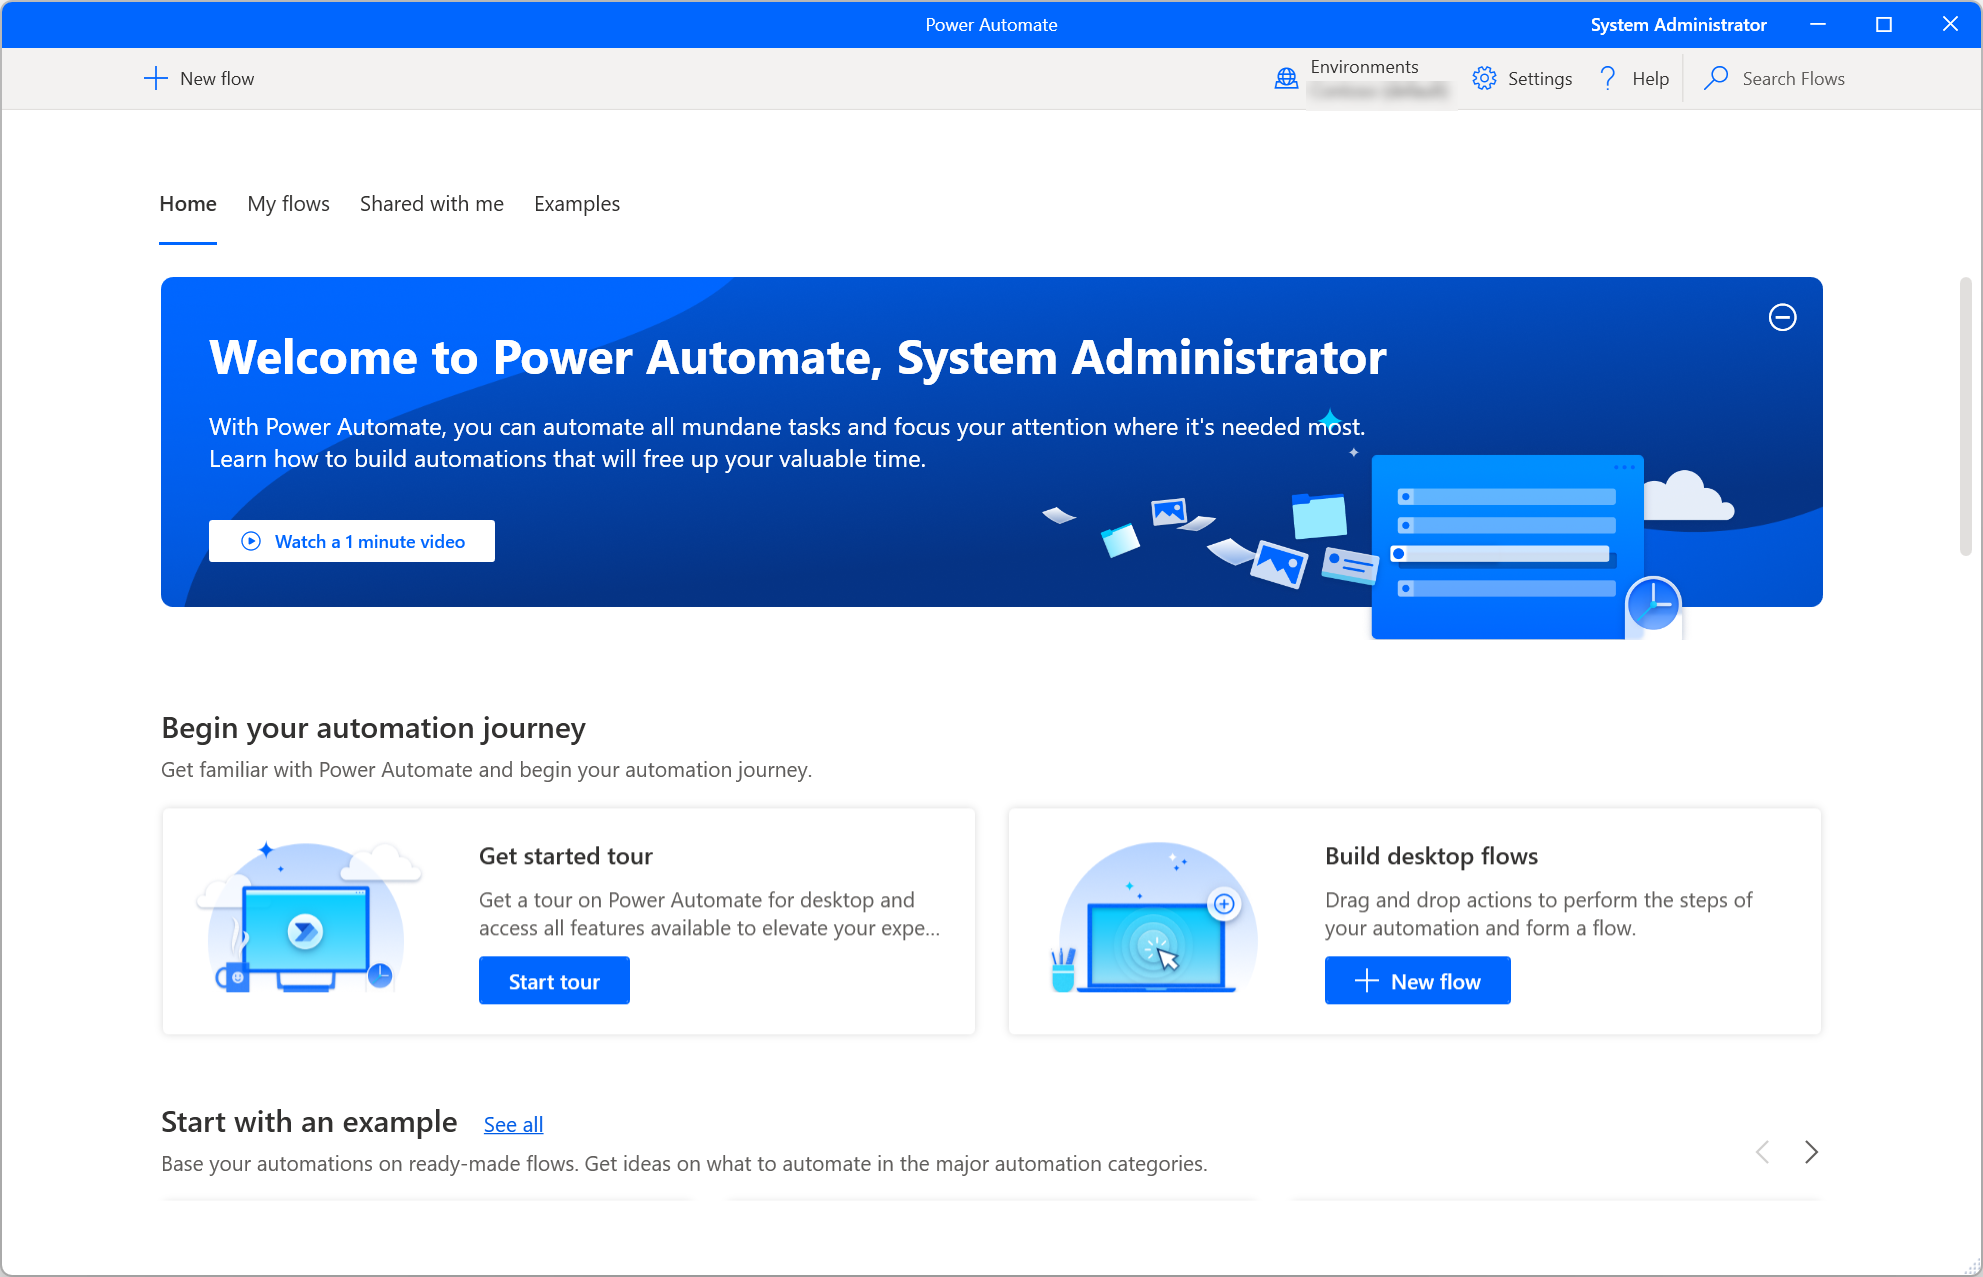 Power Automate
System Administrator
New flow
Environments
Settings
Help
Search Flows
Home
My flows
Shared with me
Examples
Welcome to Power Automate, System Administrator
With Power Automate, you can automate all mundane tasks and focus your attention where it's needed most.
Learn how to build automations that will free up your valuable time.
Watch a 1 minute video
Begin your automation journey
Get familiar with Power Automate and begin your automation journey.
Get started tour
Get a tour on Power Automate for desktop and
access all features available to elevate your expe...
Start tour
Build desktop flows
Drag and drop actions to perform the steps of
your automation and form a flow.
New flow
Start with an example
See all
Base your automations on ready-made flows. Get ideas on what to automate in the major automation categories.